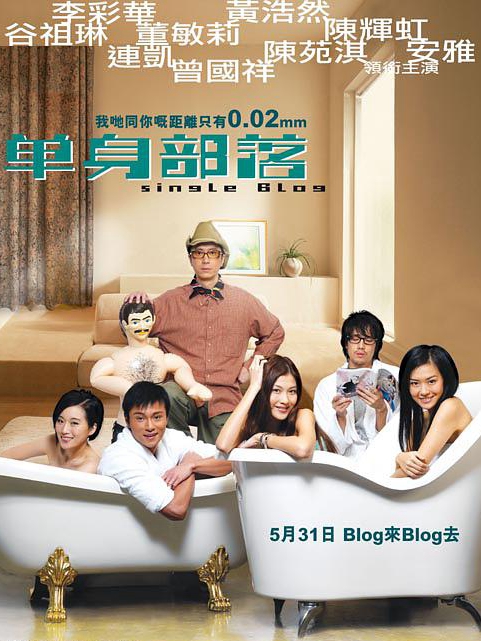 李彩華 黃浩然
谷祖琳 董敏莉 陳輝虹
連凱 陳苑淇 安雅
曾國祥 領銜主演
我哋同你嘅距離只有0.02mm
单身部落
single Blog
5月31日 Blog來Blog去